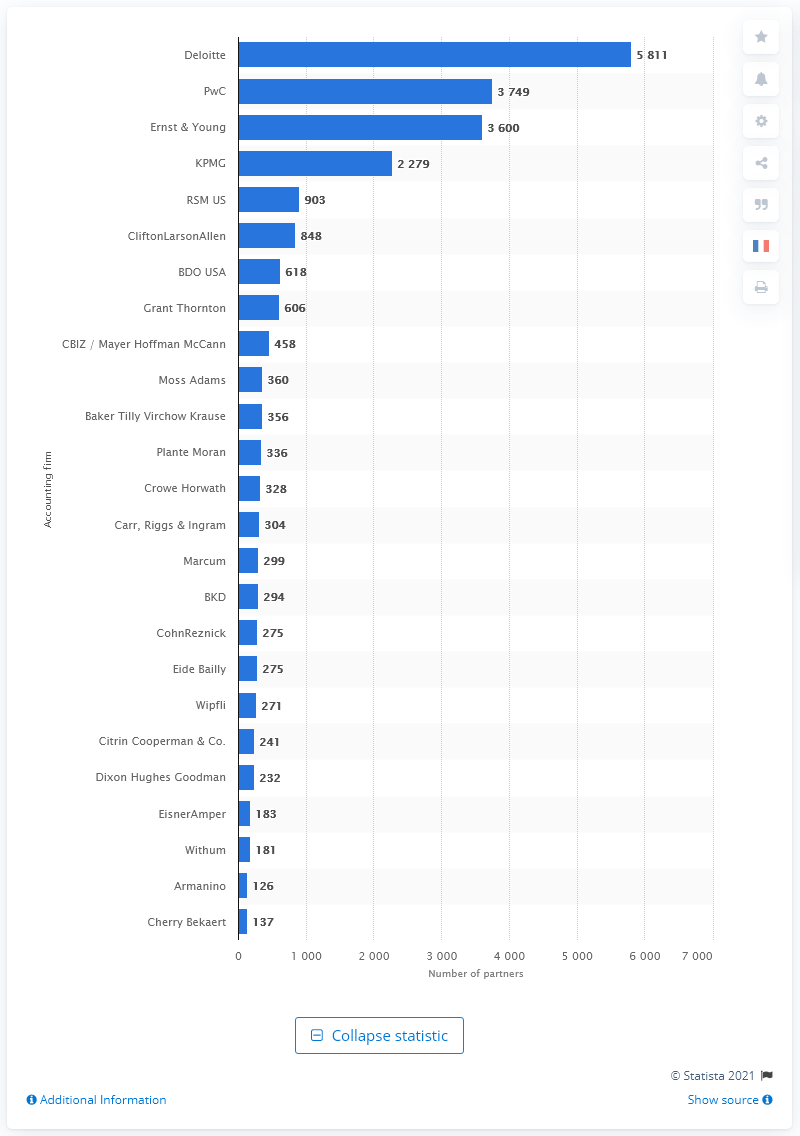 Deloitte 5 811
PwC 3 749
Ernst & Young 3 600
KPMG 2 279
RSM US 903
CliftonLarsonAllen 848
BDO USA 618
Grant Thornton 606
CBIZ / Mayer Hoffman McCann 458
Moss Adams 360
Baker Tilly Virchow Krause 356
Plante Moran 336
Crowe Horwath 328
Carr, Riggs & Ingram 304
Marcum 299
BKD 294
CohnReznick 275
Eide Bailly 275
Wipfli 271
Citrin Cooperman & Co. 241
Dixon Hughes Goodman 232
EisnerAmper 183
Withum 181
Armanino 126
Cherry Bekaert 137
Accounting firm
0 1 000 2 000 3 000 4 000 5 000 6 000 7 000
Number of partners
Collapse statistic
© Statista 2021
Additional Information Show source